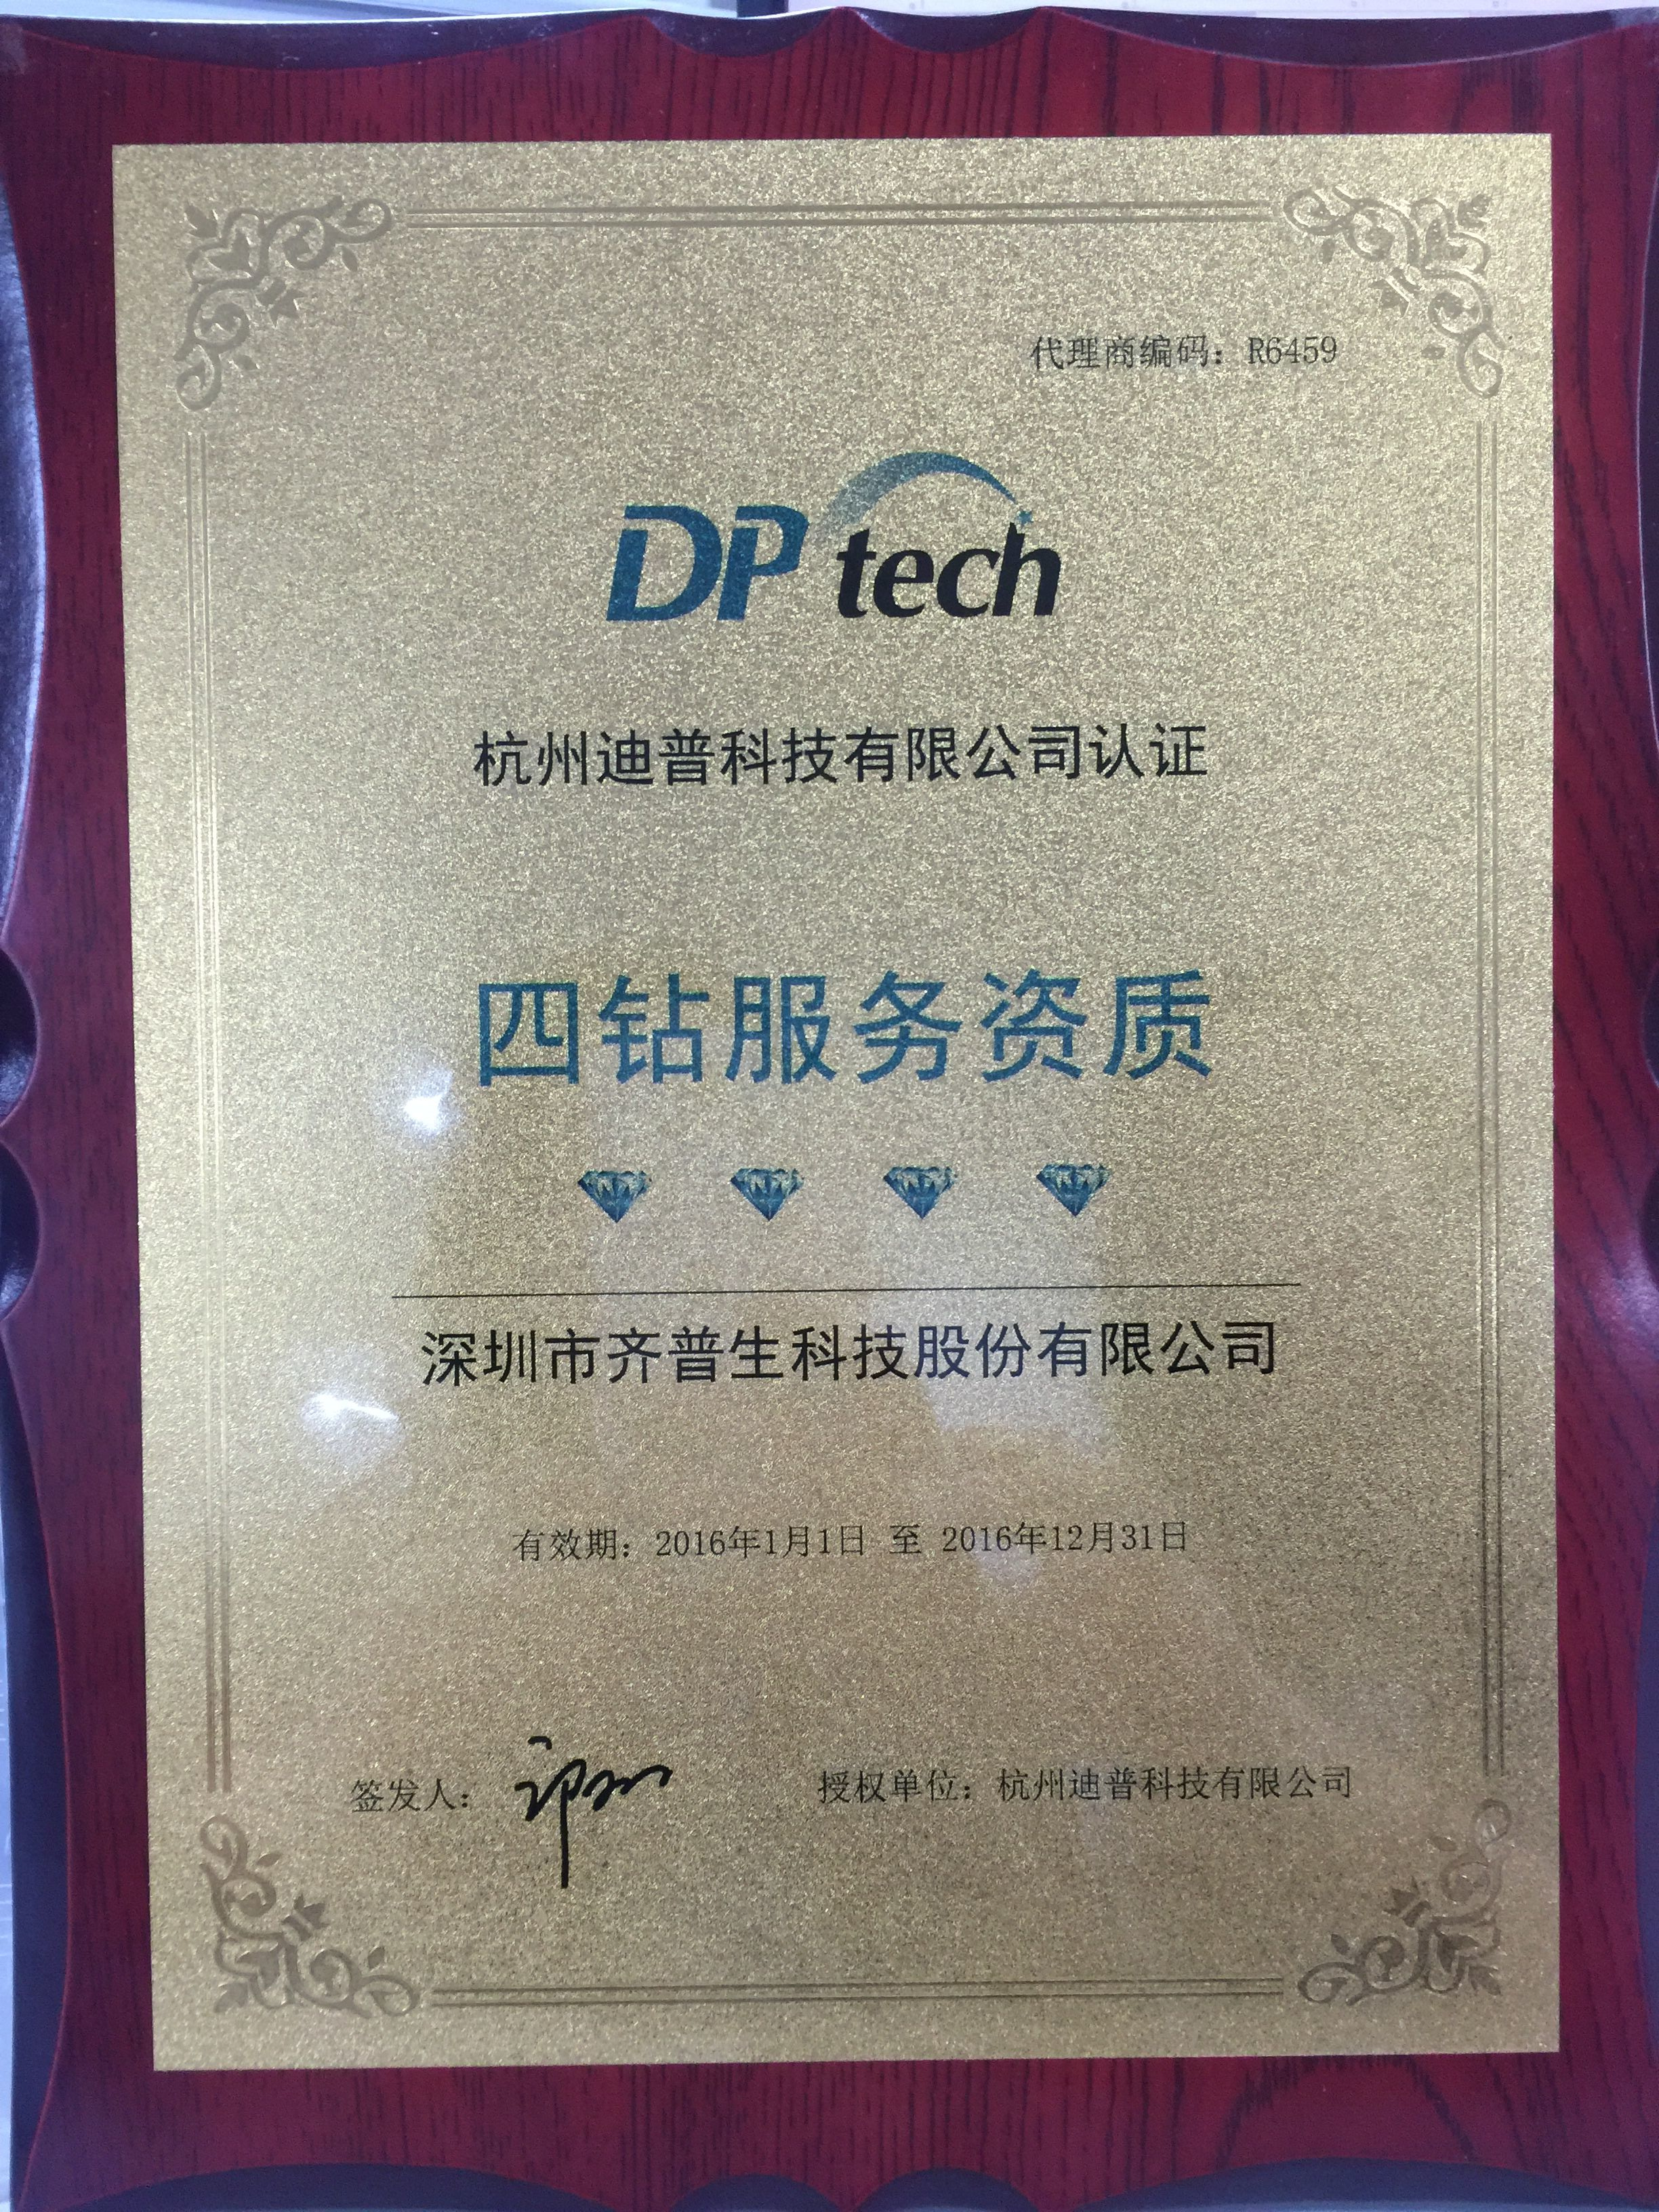 代理商编码：R6459
DPtech
杭州迪普科技有限公司认证
四钻服务资质
深圳市齐普生科技股份有限公司
有效期：2016年1月1日 至 2016年12月31日
签发人： 授权单位：杭州迪普科技有限公司